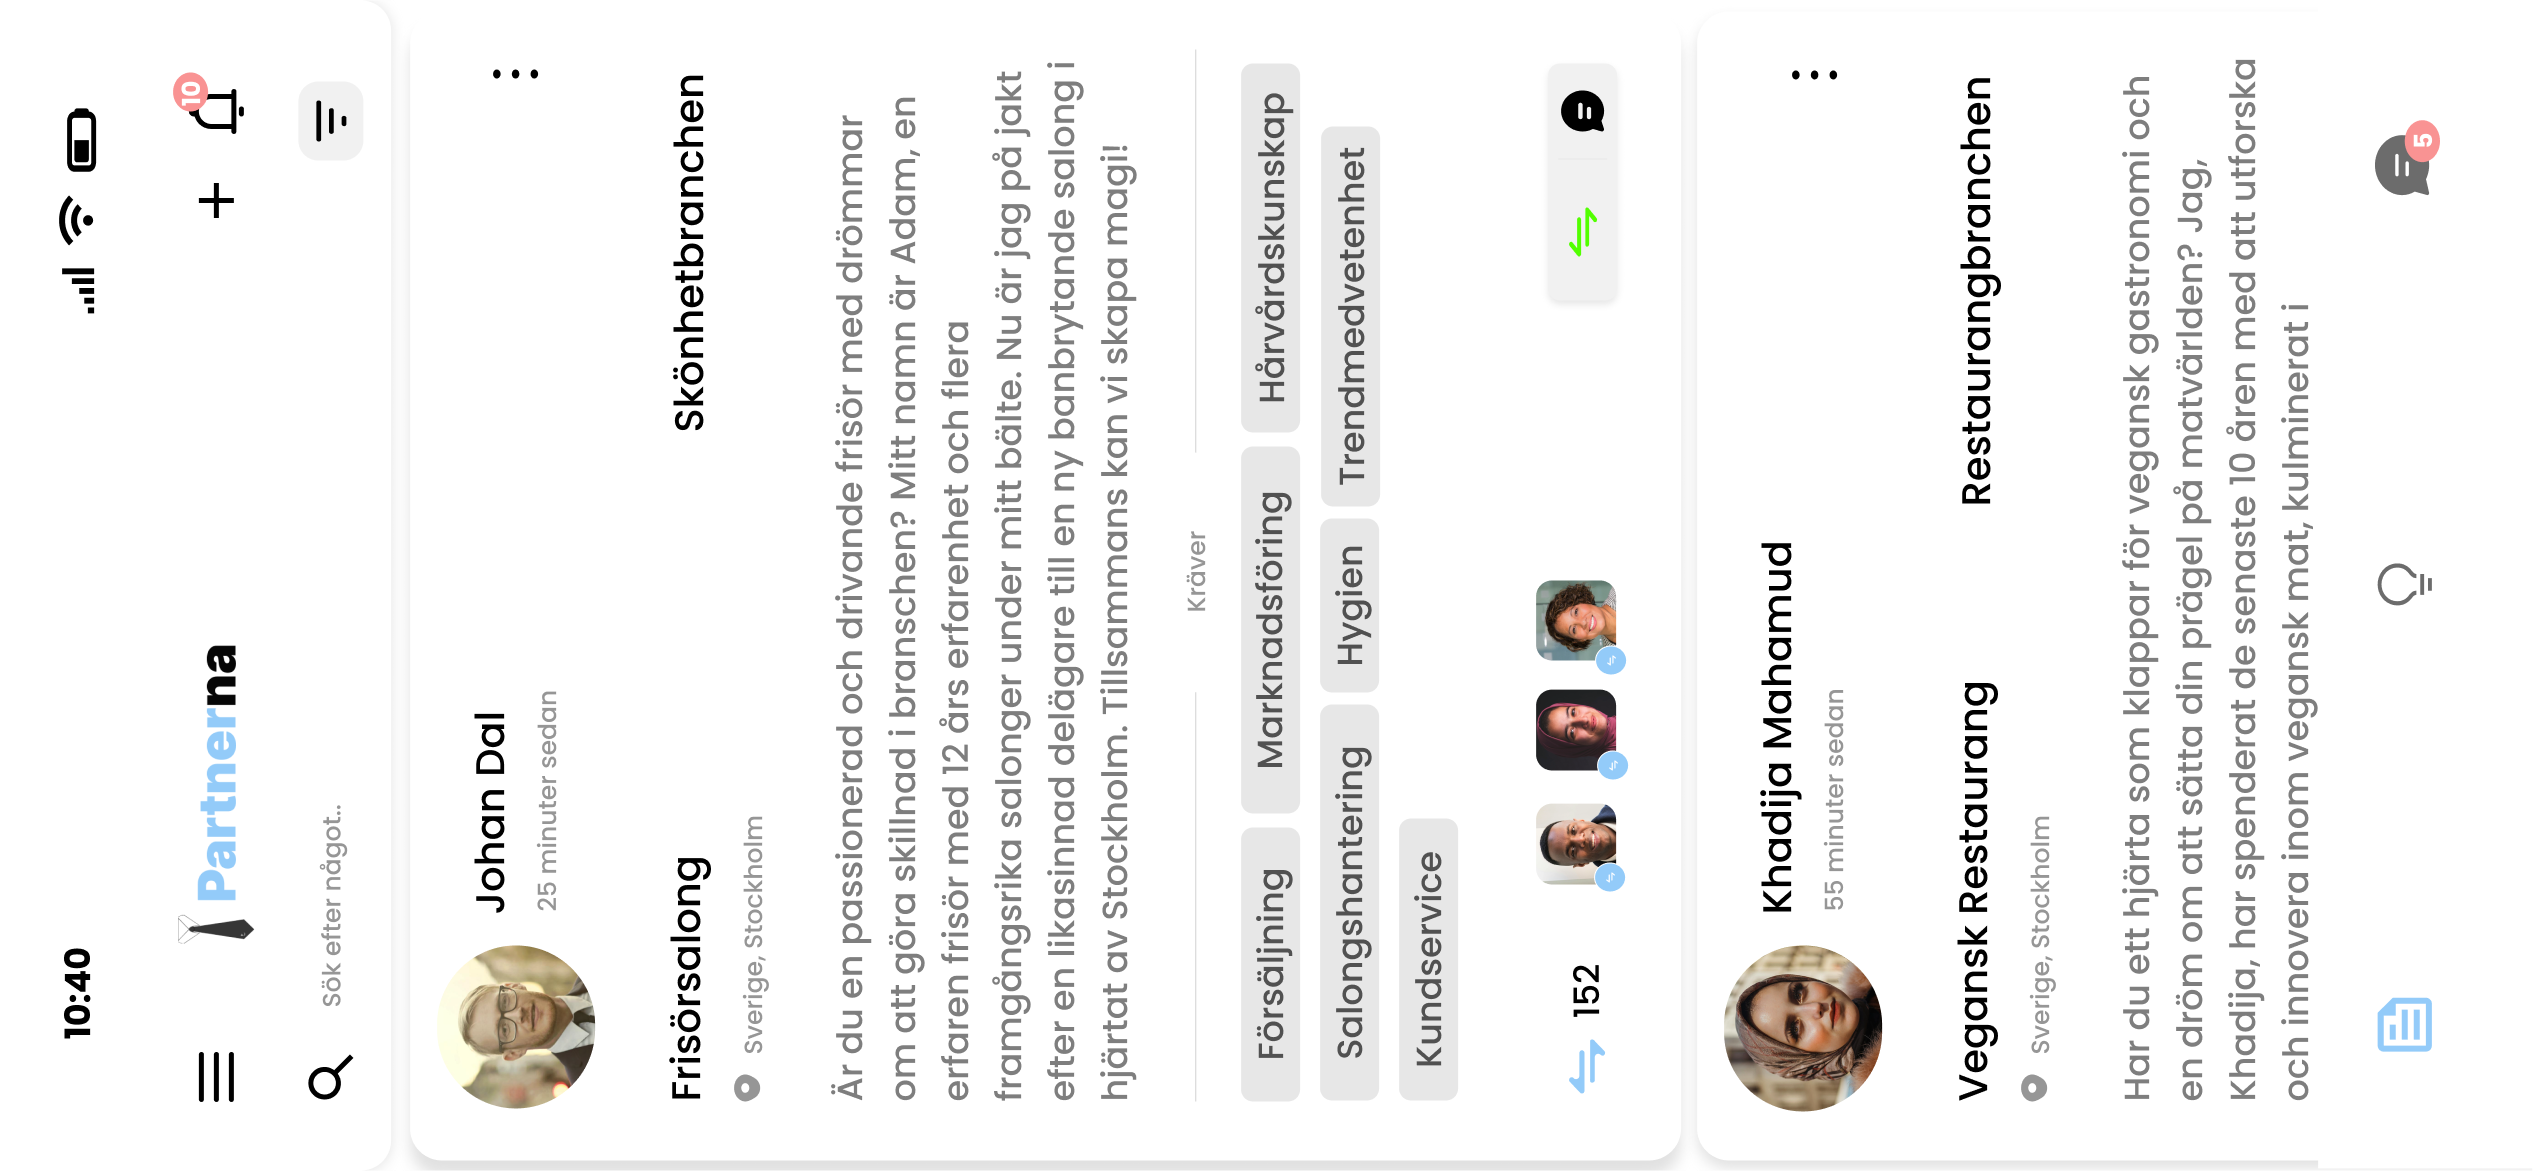 10:40
Partnerna
10
Sök efter något..
Johan Dal
25 minuter sedan
Frisörsalong
Skönhetbranchen
Sverige, Stockholm
Är du en passionerad och drivande frisör med drömmar
om att göra skillnad i branschen? Mitt namn är Adam, en
erfaren frisör med 12 års erfarenhet och flera
framgångsrika salonger under mitt bälte. Nu är jag på jakt
efter en likasinnad delägare till en ny banbrytande salong i
hjärtat av Stockholm. Tillsammans kan vi skapa magi!
Kräver
Försäljning Marknadsföring Hårvårdskunskap
Salongshantering Hygien Trendmedvetenhet
Kundservice
152
Khadija Mahamud
55 minuter sedan
Vegansk Restaurang
Restaurangbranchen
Sverige, Stockholm
Har du ett hjärta som klappar för vegansk gastronomi och
en dröm om att sätta din prägel på matvärlden? Jag,
Khadija, har spenderat de senaste 10 åren med att utforska
och innovera inom vegansk mat, kulminerat i
5